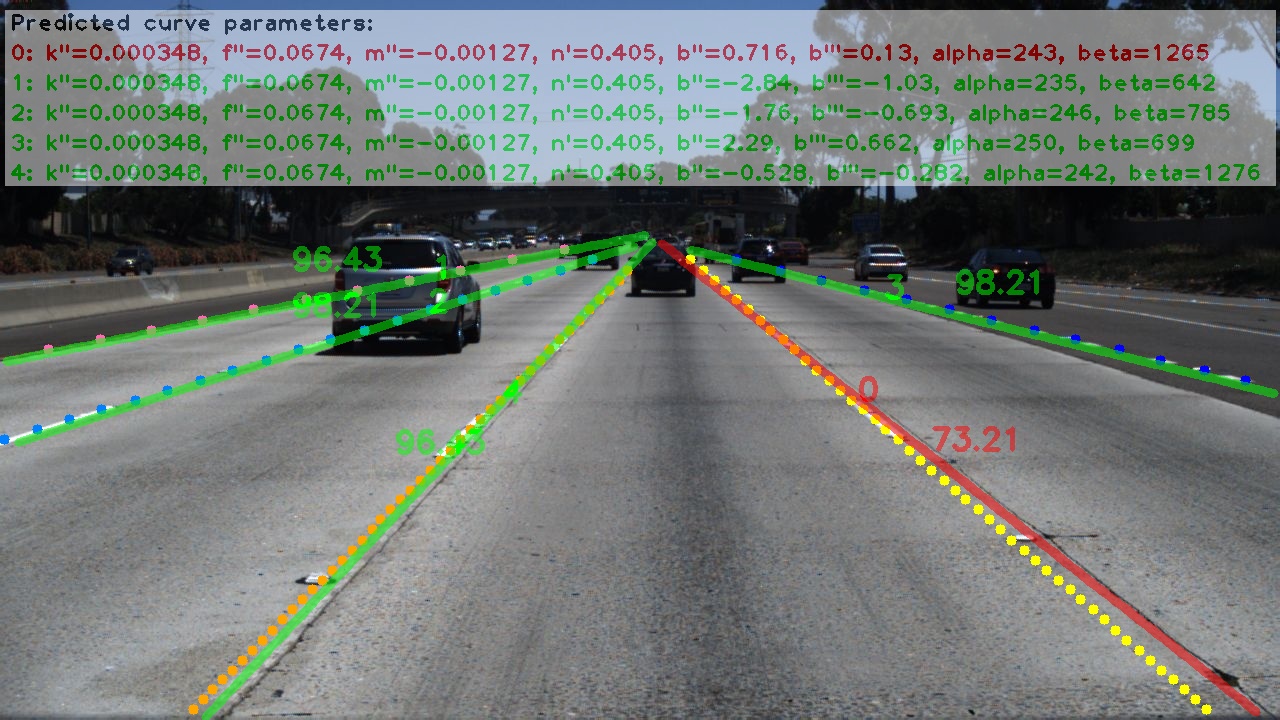 Predicted curve parameters:
0: k''=0.000348, f''=0.0674, m''=−0.00127, n'=0.405, b''=0.716, b'''=0.13, alpha=243, beta=1265
1: k''=0.000348, f''=0.0674, m''=−0.00127, n'=0.405, b''=−2.84, b'''=−1.03, alpha=235, beta=642
2: k''=0.000348, f''=0.0674, m''=−0.00127, n'=0.405, b''=−1.76, b'''=−0.693, alpha=246, beta=785
3: k''=0.000348, f''=0.0674, m''=−0.00127, n'=0.405, b''=2.29, b'''=0.662, alpha=250, beta=699
4: k''=0.000348, f''=0.0674, m''=−0.00127, n'=0.405, b''=−0.528, b'''=−0.282, alpha=242, beta=1276
96.43
1
98.21
3
98.21
0
96.43
73.21